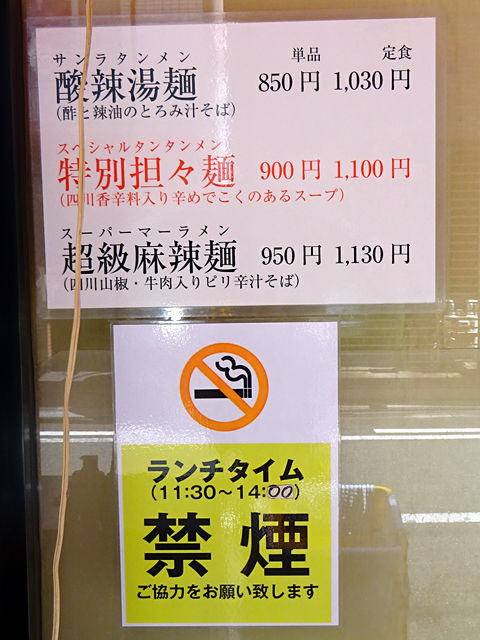 単品 定食
サンラタンメン
酸辣湯麺 850円 1,030円
(酢と辣油のとろみ汁そば)
スペシャルタンタンメン
特別担々麺 900円 1,100円
(四川香辛料入り辛めでこくのあるスープ)
スーパーマーラメン
超級麻辣麺 950円 1,130円
(四川山椒・牛肉入りピリ辛汁そば)
ランチタイム
(11:30～14:00)
禁煙
ご協力をお願い致します